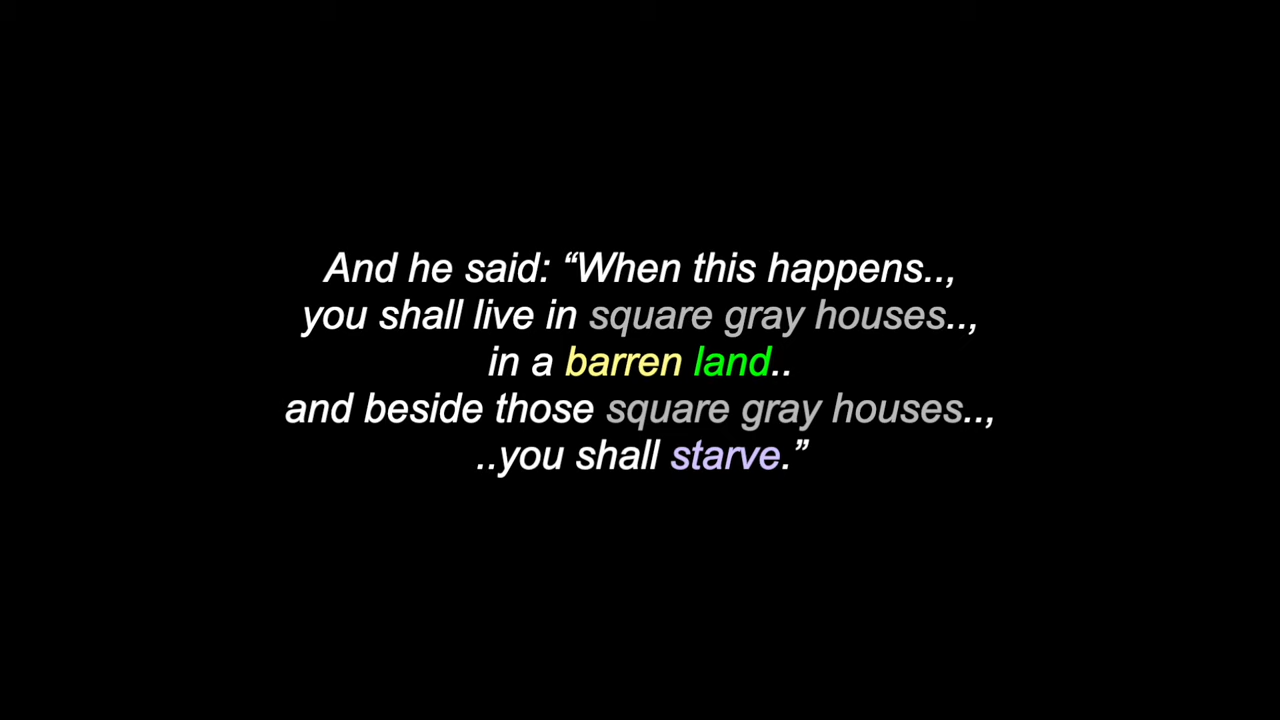 And he said: “When this happens..,
you shall live in square gray houses..,
in a barren land..
and beside those square gray houses..,
..you shall starve.”